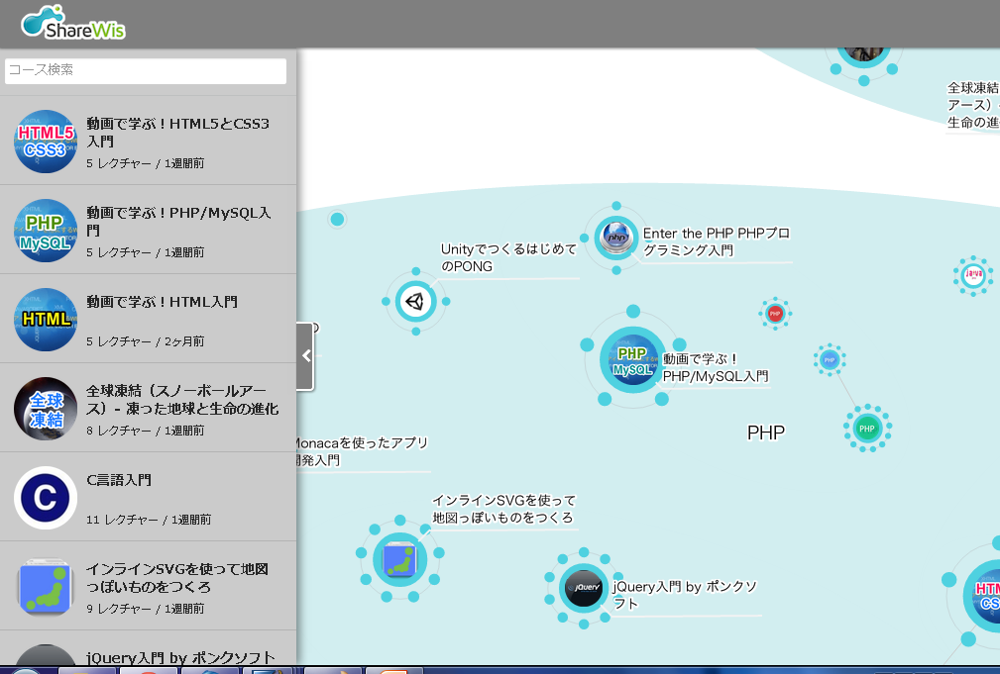 ShareWis
コース検索
HTML5
CSS3
動画で学ぶ！HTML5とCSS3
入門
5 レクチャー / 1週間前
PHP
MySQL
動画で学ぶ！PHP/MySQL入
門
5 レクチャー / 1週間前
HTML
動画で学ぶ！HTML入門
5 レクチャー / 2ヶ月前
全球
凍結
全球凍結（スノーボールアー
ス）- 凍った地球と生命の進化
8 レクチャー / 1週間前
C
C言語入門
11 レクチャー / 1週間前
インラインSVGを使って地図
っぽいものをつくろ
9 レクチャー / 1週間前
jQuery入門 by ポンクソフト
全球凍結
アース）-
生命の進
Unityでつくるはじめて
のPONG
php
Enter the PHP PHPプロ
グラミング入門
java
PHP
PHP
PHP
MySQL
動画で学ぶ！
PHP/MySQL入門
PHP
PHP
Monacaを使ったアプリ
開発入門
インラインSVGを使って
地図っぽいものをつくろ
jQuery
jQuery入門 by ポンクソ
フト
HTM
CS